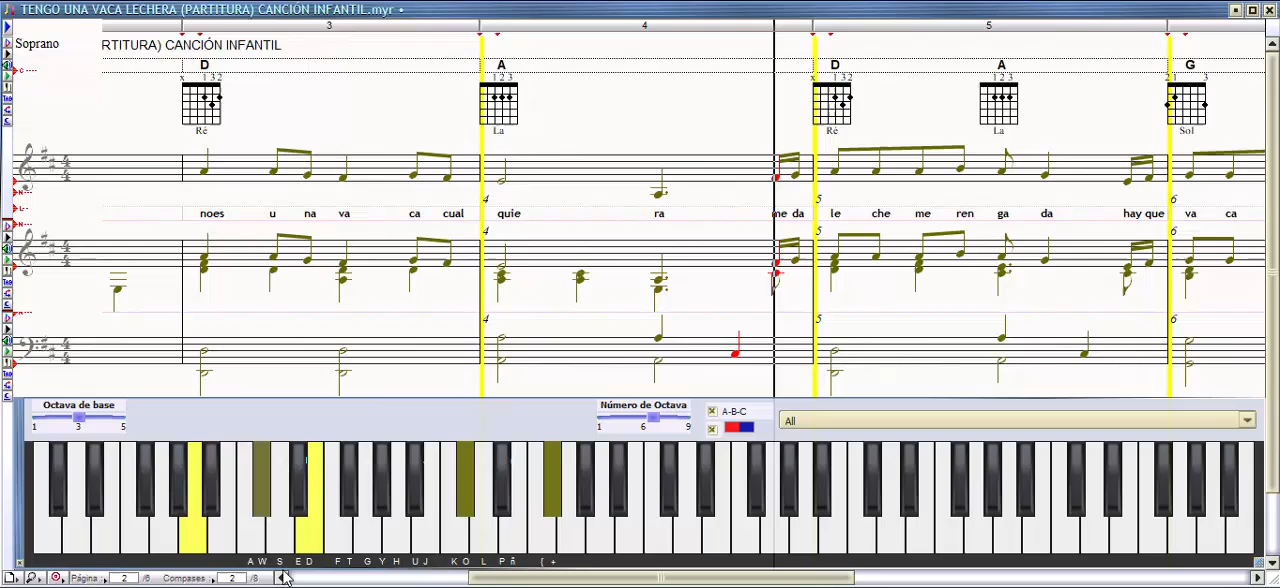 TENGO UNA VACA LECHERA (PARTITURA) CANCIÓN INFANTIL.myr •
3 4 5
Soprano
RTITURA) CANCIÓN INFANTIL
D A D A G
x 1 3 2 1 2 3 x 1 3 2 1 2 3 2 1 3
Ré La Ré La Sol
4 5 6
noes u na va ca cual quie ra me da le che me ren ga da hay que va ca
4 5 6
4 5 6
Octava de base
1 3 5
Número de Octava
1 6 9
A-B-C
All
A W S E D F T G Y H U J K O L P ñ { +
Página 2 /6 Compases 2 /8